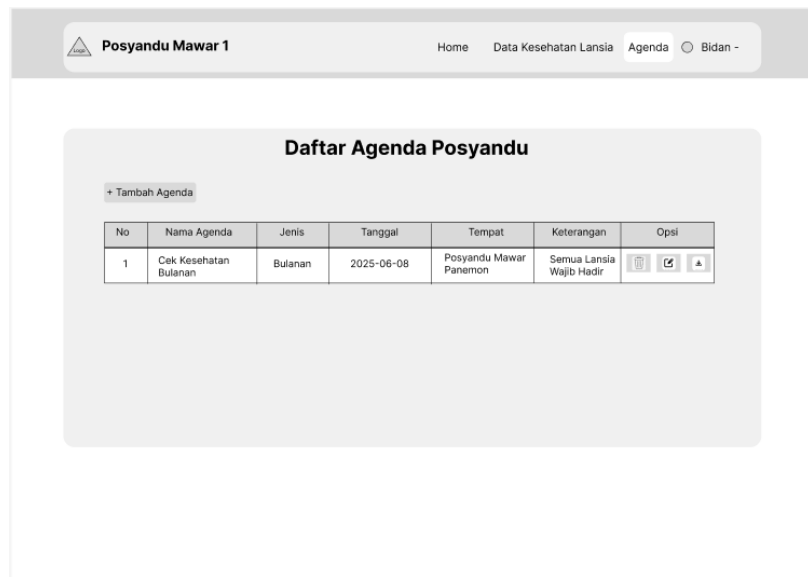 Logo
Posyandu Mawar 1
Home
Data Kesehatan Lansia
Agenda
Bidan -
Daftar Agenda Posyandu
+ Tambah Agenda
No
Nama Agenda
Jenis
Tanggal
Tempat
Keterangan
Opsi
1
Cek Kesehatan
Bulanan
Bulanan
2025-06-08
Posyandu Mawar
Panemon
Semua Lansia
Wajib Hadir